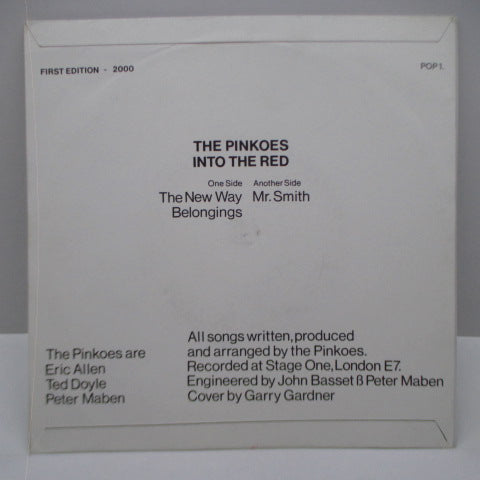 FIRST EDITION - 2000
POP 1.
THE PINKOES
INTO THE RED
One Side Another Side
The New Way Mr. Smith
Belongings
The Pinkoes are
Eric Allen
Ted Doyle
Peter Maben
All songs written, produced
and arranged by the Pinkoes.
Recorded at Stage One, London E7.
Engineered by John Basset ß Peter Maben
Cover by Garry Gardner